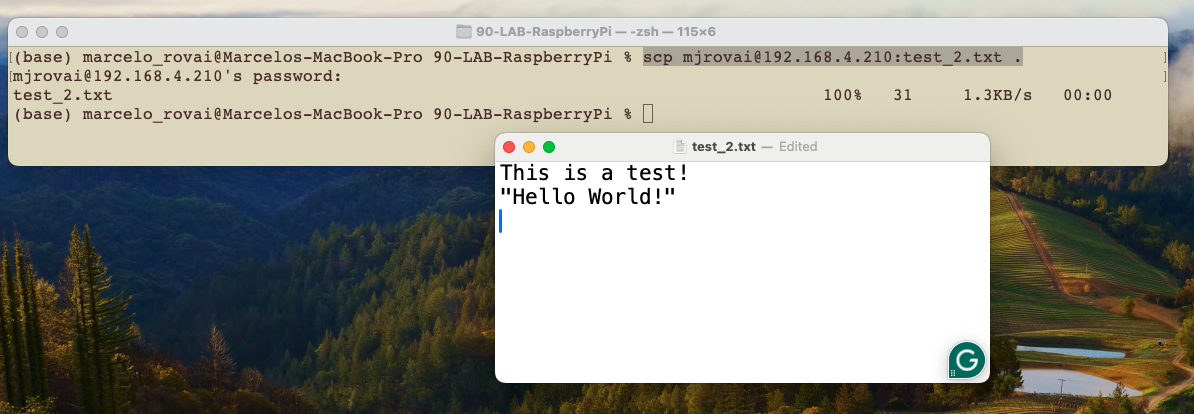 90-LAB-RaspberryPi — -zsh — 115×6
(base) marcelo_rovai@Marcelos-MacBook-Pro 90-LAB-RaspberryPi % scp mjrovai@192.168.4.210:test_2.txt .
mjrovai@192.168.4.210's password:
test_2.txt 100% 31 1.3KB/s 00:00
(base) marcelo_rovai@Marcelos-MacBook-Pro 90-LAB-RaspberryPi %
test_2.txt — Edited
This is a test!
"Hello World!"
G